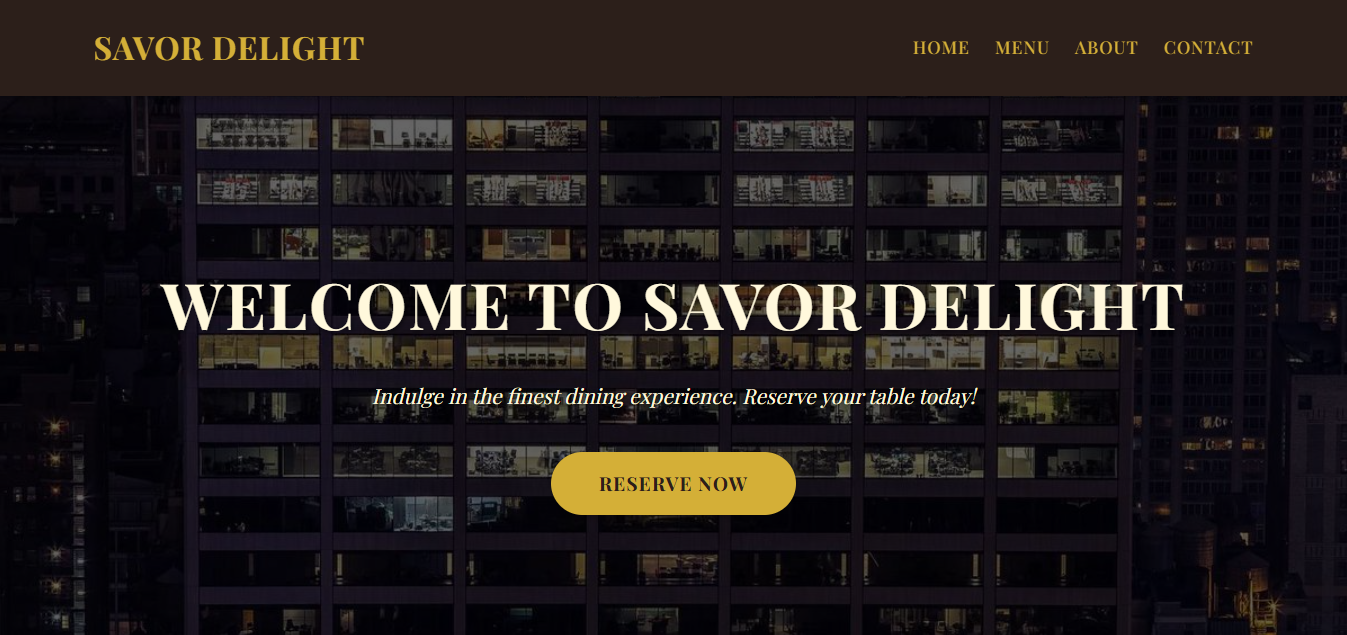 SAVOR DELIGHT
HOME MENU ABOUT CONTACT
WELCOME TO SAVOR DELIGHT
Indulge in the finest dining experience. Reserve your table today!
RESERVE NOW